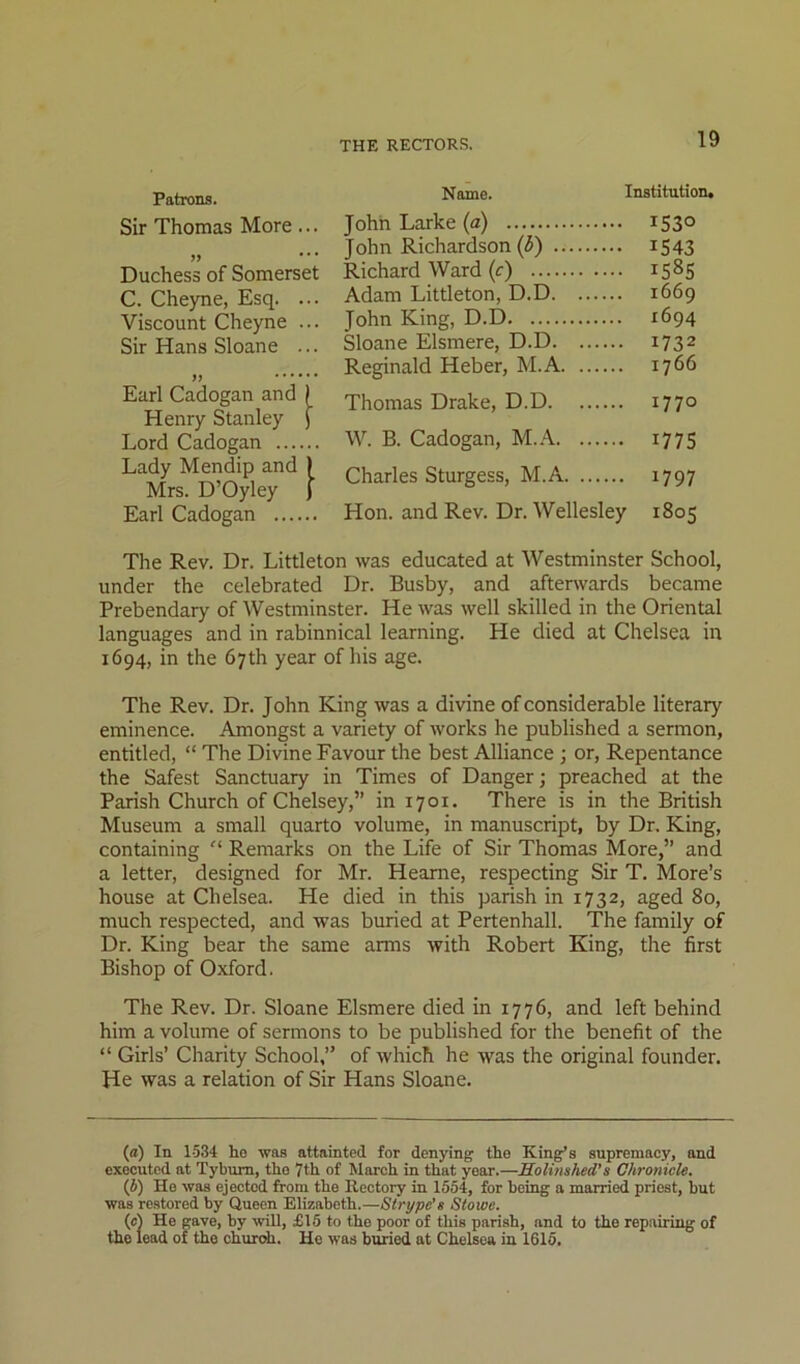 THE RECTORS.
19
Patrons. Name. Institution.
Sir Thomas More ... John Larke (a) .................. 1530
„ ... John Richardson (b) ............ 1543
Duchess of Somerset Richard Ward (c) ............ 1585
C. Cheyne, Esq. ... Adam Littleton, D.D. ....... 1669
Viscount Cheyne ... John King, D.D. ............ 1694
Sir Hans Sloane ... Sloane Elsmere, D.D. ....... 1732
„ ...... Reginald Heber, M.A. ....... 1766
Earl Cadogan and }
Henry Stanley } Thomas Drake, D.D. ....... 1770
Lord Cadogan ...... W. B. Cadogan, M.A. ....... 1775
Lady Mendip and }
Mrs. D'Oyley } Charles Sturgess, M.A. ....... 1797
Earl Cadogan ...... Hon. and Rev. Dr. Wellesley 1805
The Rev. Dr. Littleton was educated at Westminster School,
under the celebrated Dr. Busby, and afterwards became
Prebendary of Westminster. He was well skilled in the Oriental
languages and in rabinnical learning. He died at Chelsea in
1694, in the 67th year of his age.
The Rev. Dr. John King was a divine of considerable literary
eminence. Amongst a variety of works he published a sermon,
entitled, “ The Divine Favour the best Alliance ; or, Repentance
the Safest Sanctuary in Times of Danger; preached at the
Parish Church of Chelsey,” in 1701. There is in the British
Museum a small quarto volume, in manuscript, by Dr. King,
containing “ Remarks on the Life of Sir Thomas More,” and
a letter, designed for Mr. Hearne, respecting Sir T. More's
house at Chelsea. He died in this parish in 1732, aged 80,
much respected, and was buried at Pertenhall. The family of
Dr. King bear the same arms with Robert King, the first
Bishop of Oxford.
The Rev. Dr. Sloane Elsmere died in 1776, and left behind
him a volume of sermons to be published for the benefit of the
“ Girls' Charity School,” of which he was the original founder.
He was a relation of Sir Hans Sloane.
(a) In 1534 he was attainted for denying the King's supremacy, and
executed at Tyburn, the 7th of March in that year.—Holinshed's Chronicle.
(b) He was ejected from the Rectory in 1554, for being a married priest, but
was restored by Queen Elizabeth.—Strype's Stowe.
(c) He gave, by will, £15 to the poor of this parish, and to the repairing of
the lead of the church. He was buried at Chelsea in 1615.